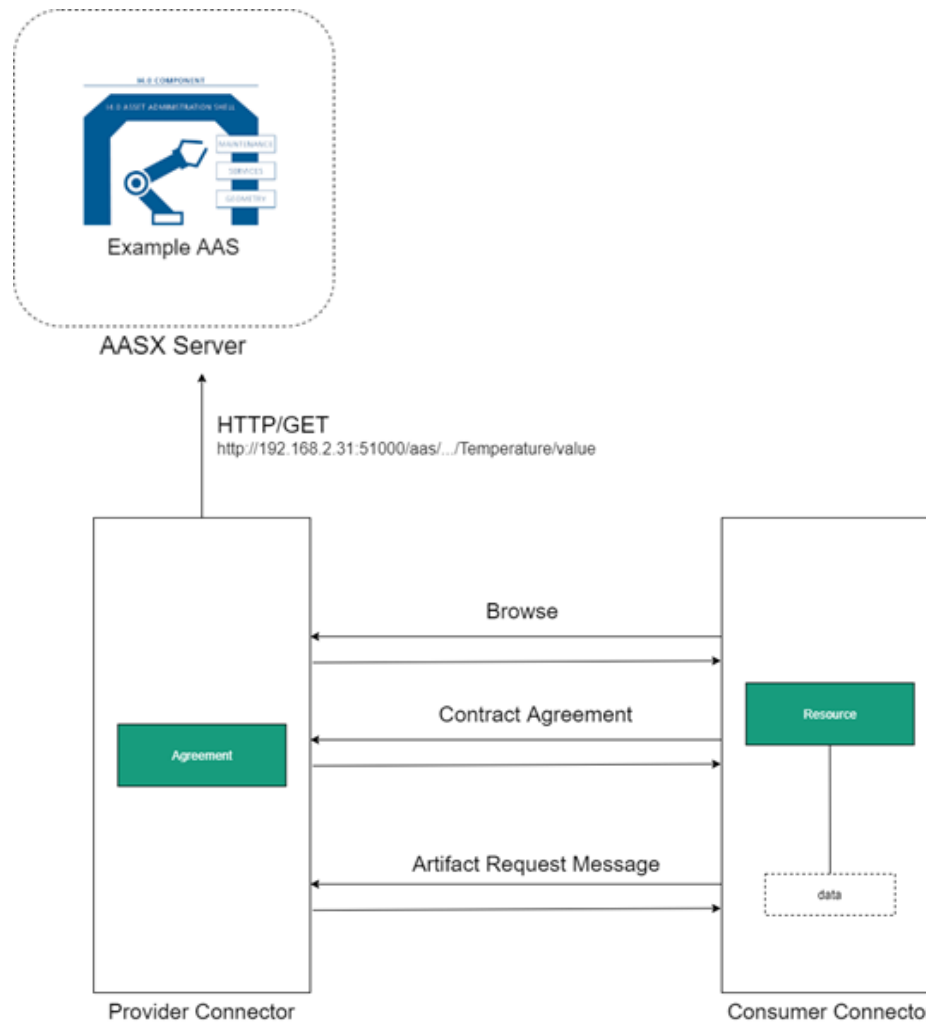 I4.0 COMPONENT
I4.0 ASSET ADMINISTRATION SHELL
MAINTENANCE
SERVICES
GEOMETRY
Example AAS
AASX Server
HTTP/GET
http://192.168.2.31:51000/aas/.../Temperature/value
Browse
Resource
Contract Agreement
Agreement
Artifact Request Message
data
Provider Connector
Consumer Connecto